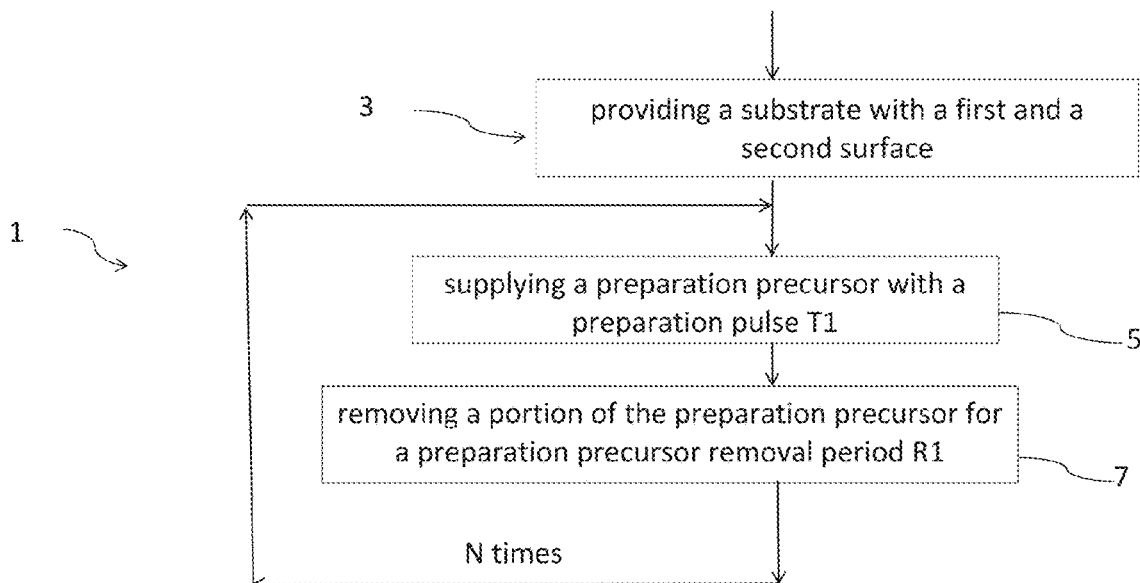 3
providing a substrate with a first and a
second surface
1
supplying a preparation precursor with a
preparation pulse T1
5
removing a portion of the preparation precursor for
a preparation precursor removal period R1
7
N times